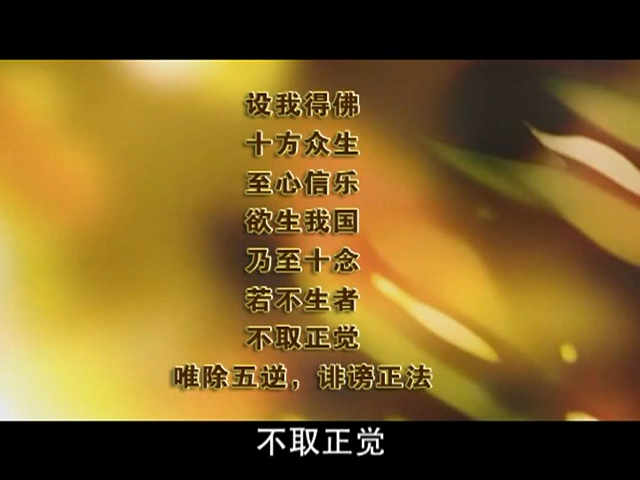 设我得佛
十方众生
至心信乐
欲生我国
乃至十念
若不生者
不取正觉
唯除五逆，诽谤正法
不取正觉